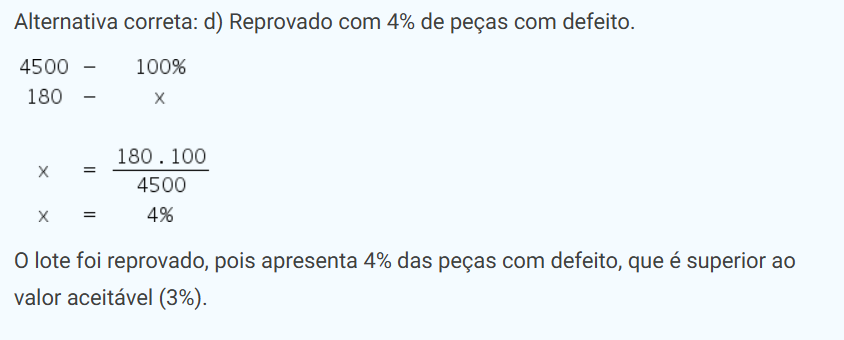 Alternativa correta: d) Reprovado com 4% de peças com defeito.
4500 – 100%
180 – x
x = 180 . 100
4500
x = 4%
O lote foi reprovado, pois apresenta 4% das peças com defeito, que é superior ao
valor aceitável (3%).